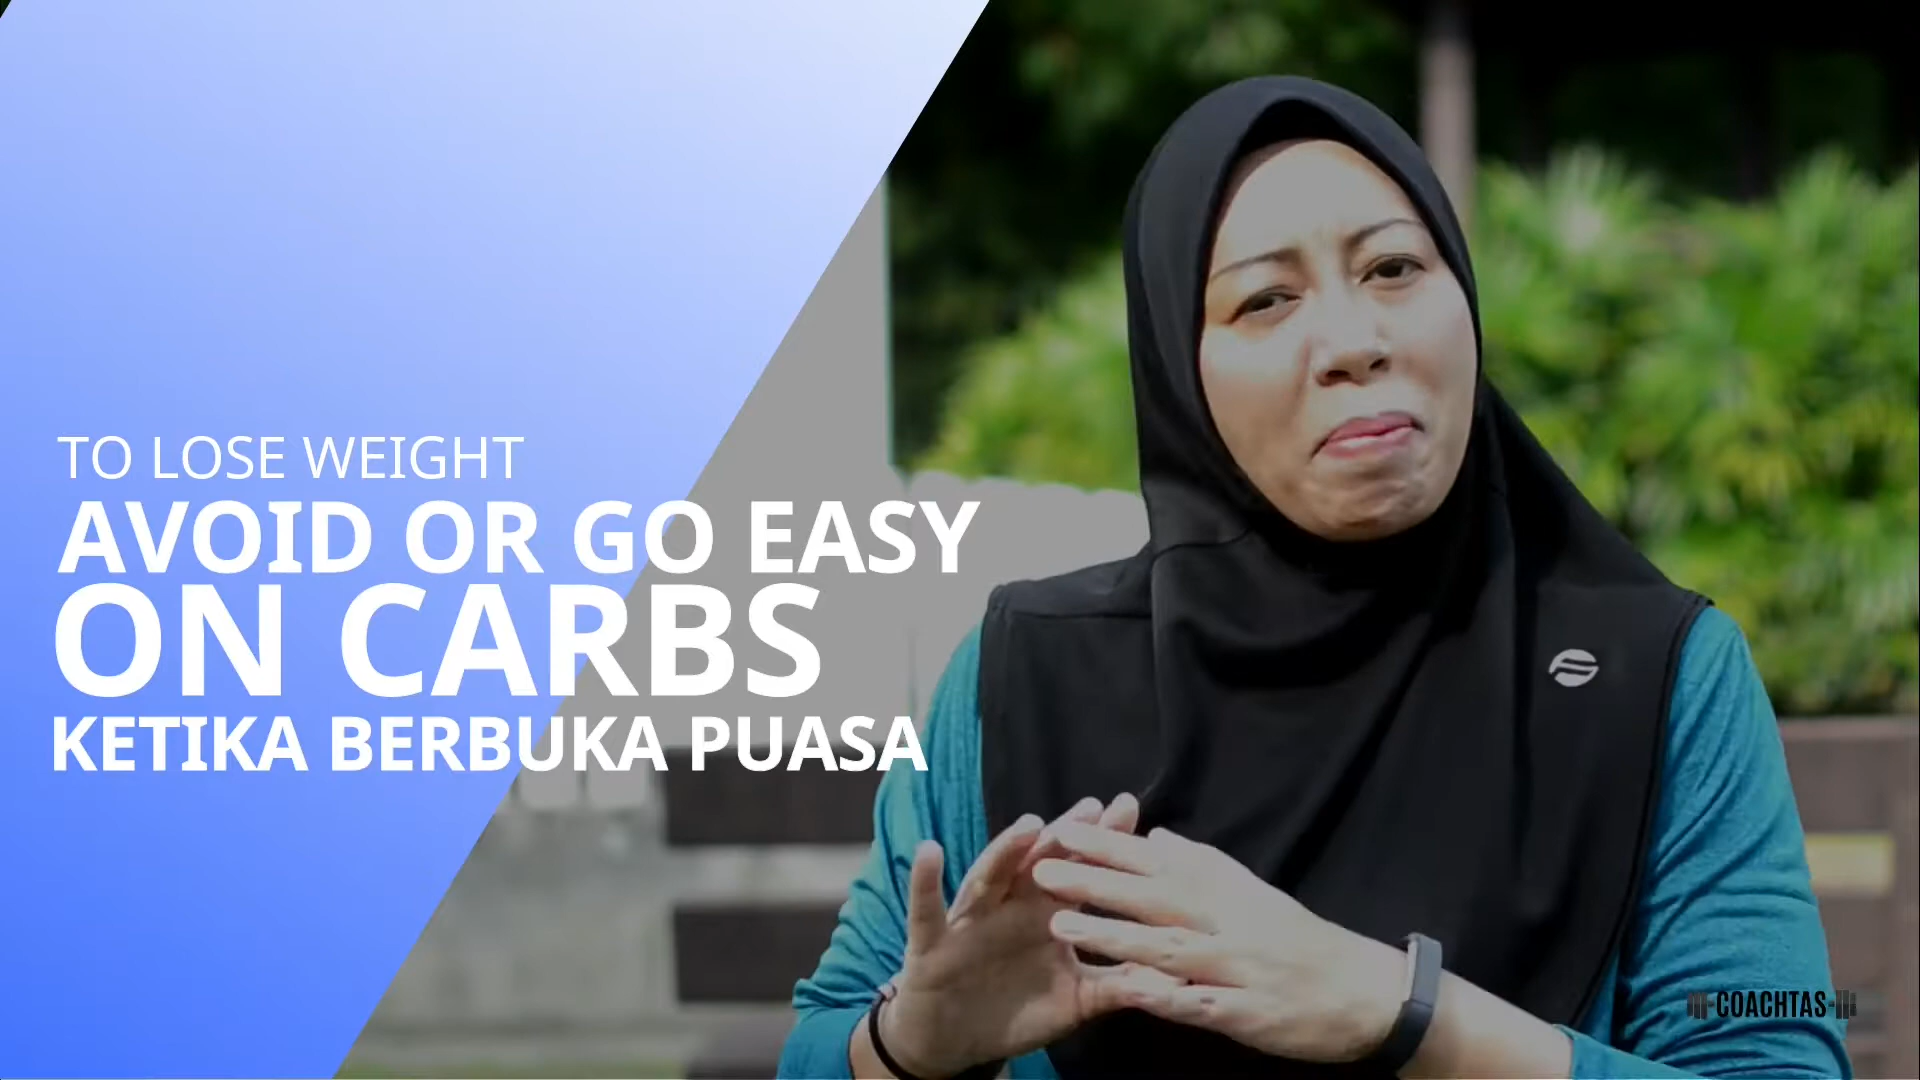 TO LOSE WEIGHT
AVOID OR GO EASY
ON CARBS
KETIKA BERBUKA PUASA
COACHTAS